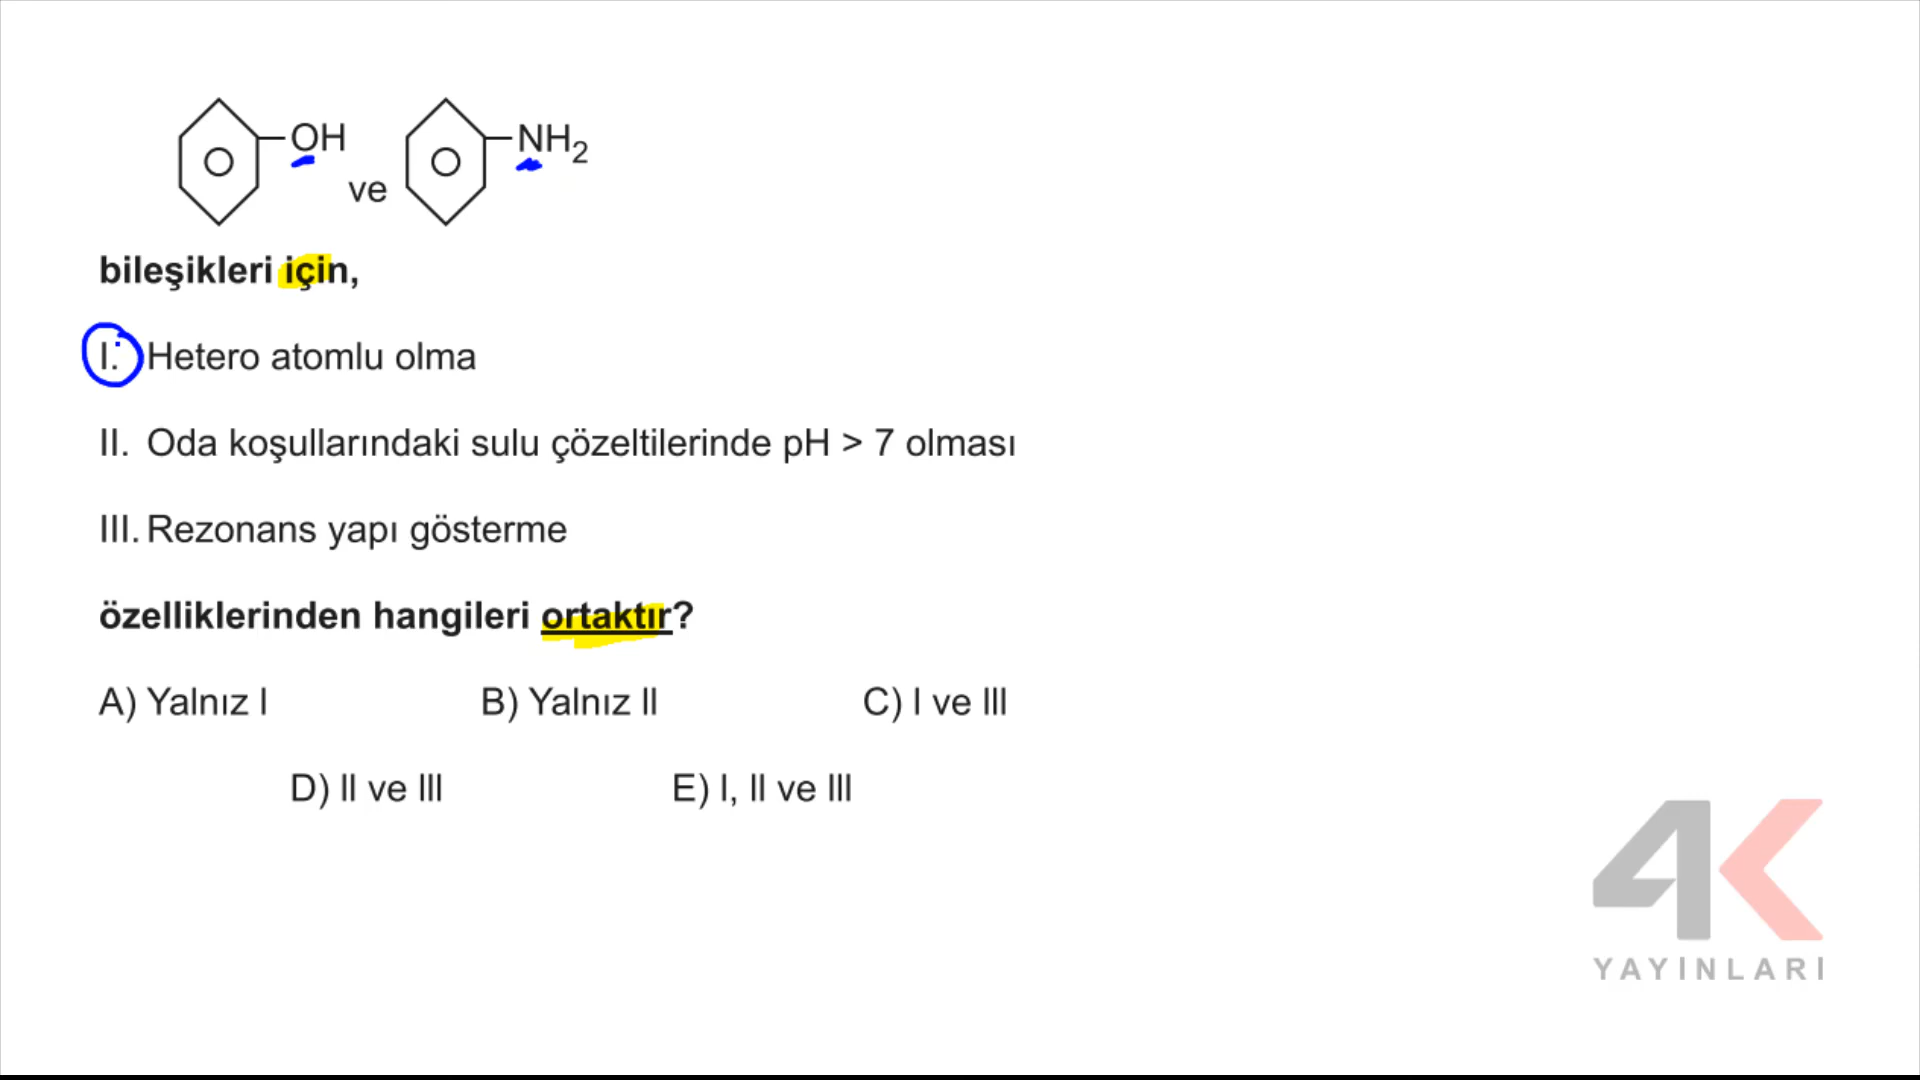 OH
ve
NH2
bileşikleri için,
I. Hetero atomlu olma
II. Oda koşullarındaki sulu çözeltilerinde pH > 7 olması
III. Rezonans yapı gösterme
özelliklerinden hangileri ortaktır?
A) Yalnız I B) Yalnız II C) I ve III
D) II ve III E) I, II ve III
4K
YAYINLARI